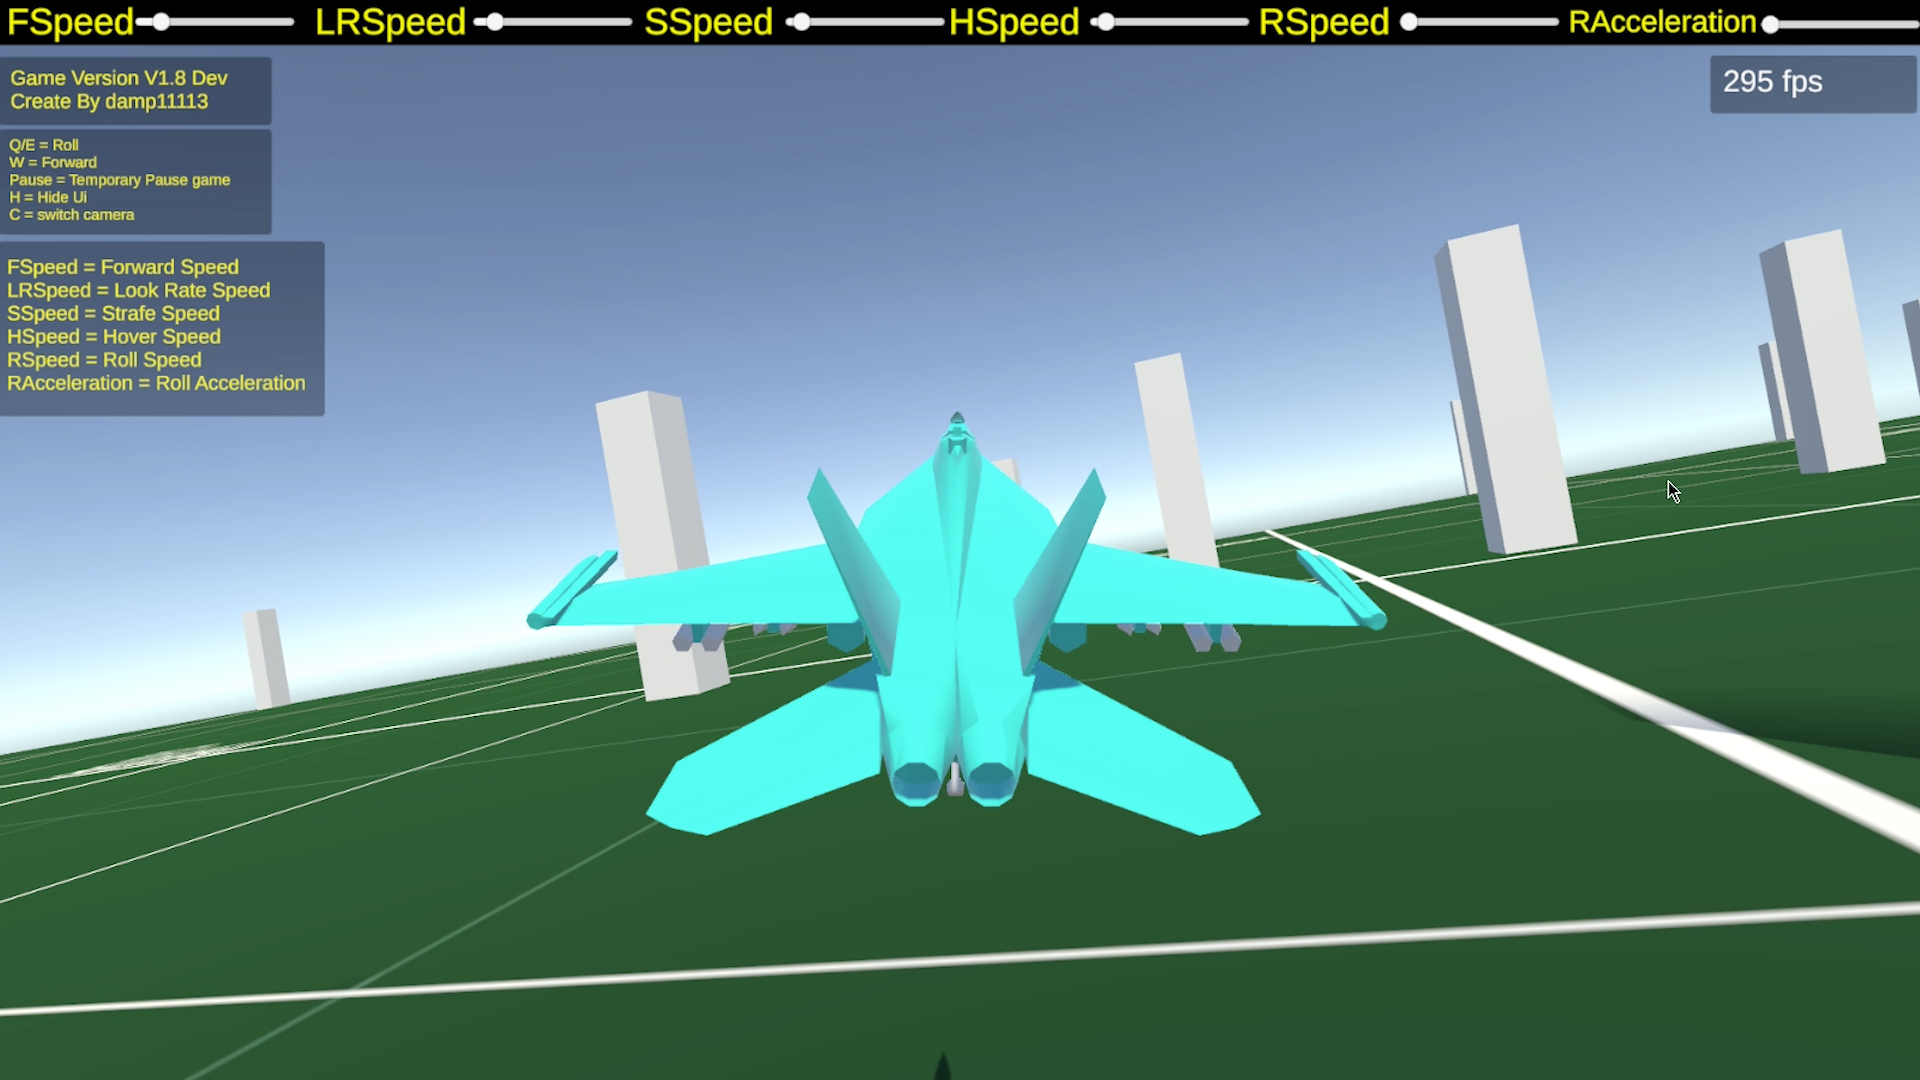 FSpeed LRSpeed SSpeed HSpeed RSpeed RAcceleration
Game Version V1.8 Dev
Create By damp11113
295 fps
Q/E = Roll
W = Forward
Pause = Temporary Pause game
H = Hide Ui
C = switch camera
FSpeed = Forward Speed
LRSpeed = Look Rate Speed
SSpeed = Strafe Speed
HSpeed = Hover Speed
RSpeed = Roll Speed
RAcceleration = Roll Acceleration